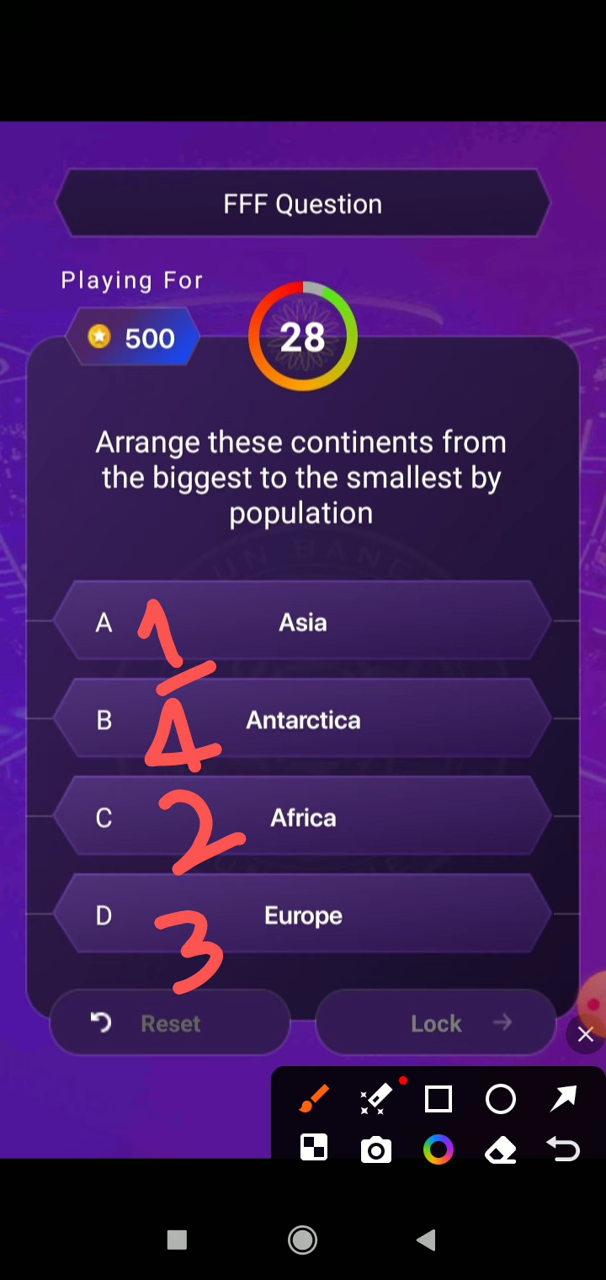 FFF Question
Playing For
500
28
Arrange these continents from
the biggest to the smallest by
population
A 1 Asia
B 4 Antarctica
C 2 Africa
D 3 Europe
Reset
Lock